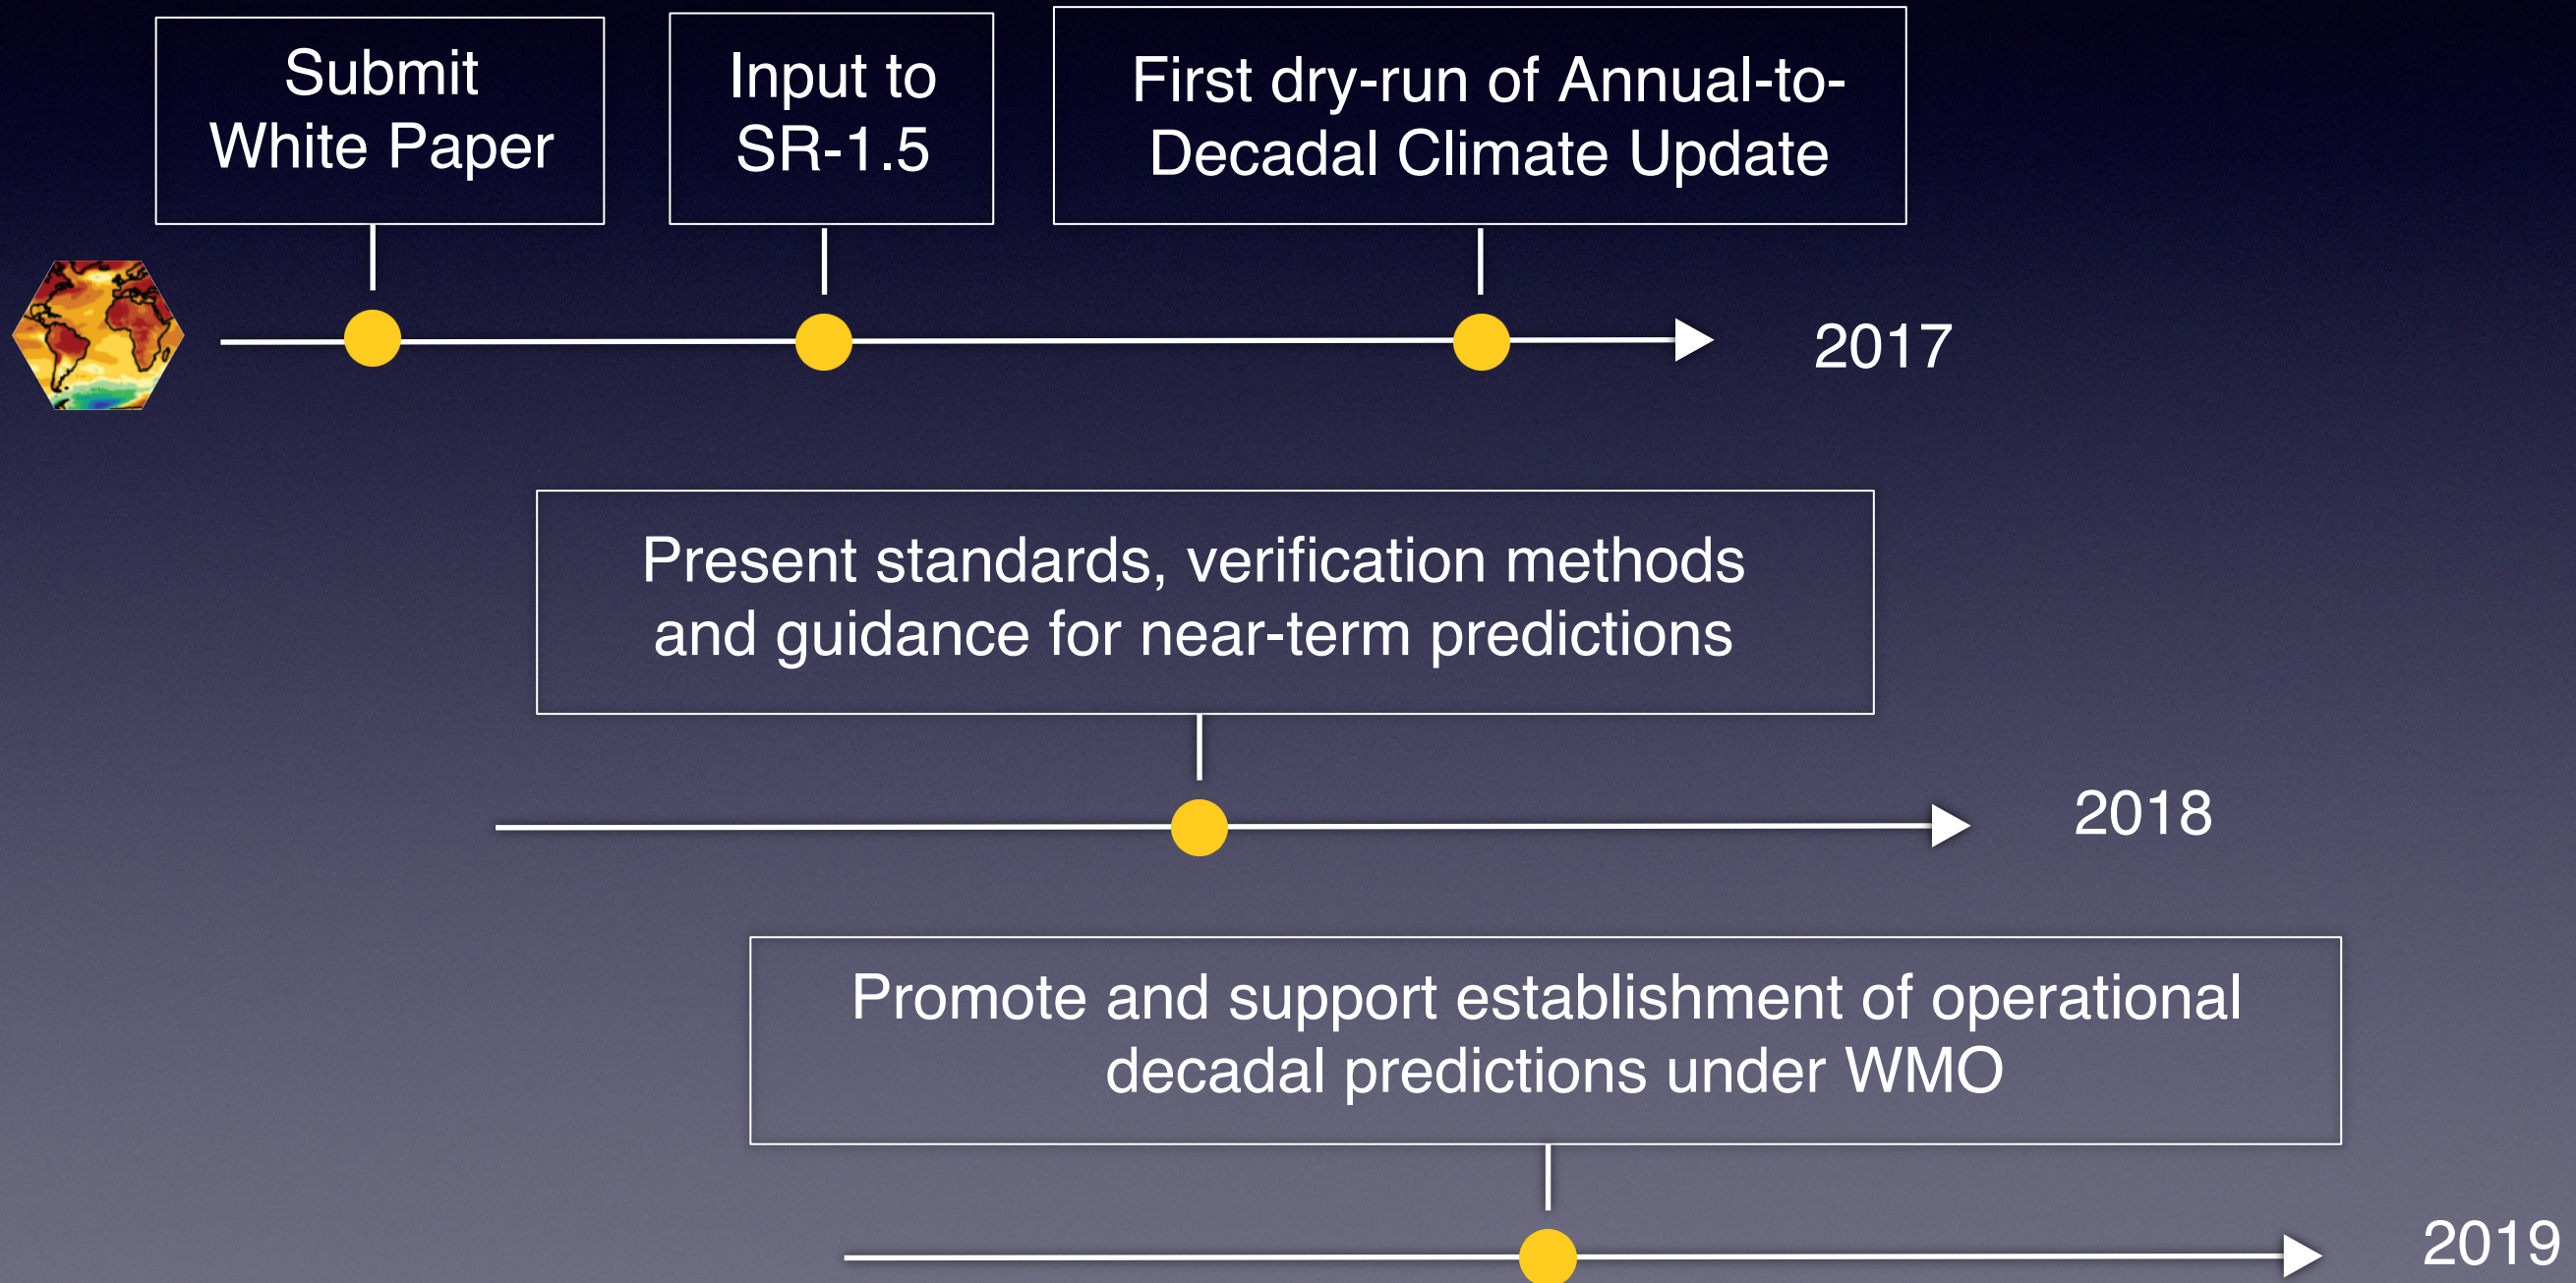 Submit
White Paper
Input to
SR-1.5
First dry-run of Annual-to-
Decadal Climate Update
2017
Present standards, verification methods
and guidance for near-term predictions
2018
Promote and support establishment of operational
decadal predictions under WMO
2019